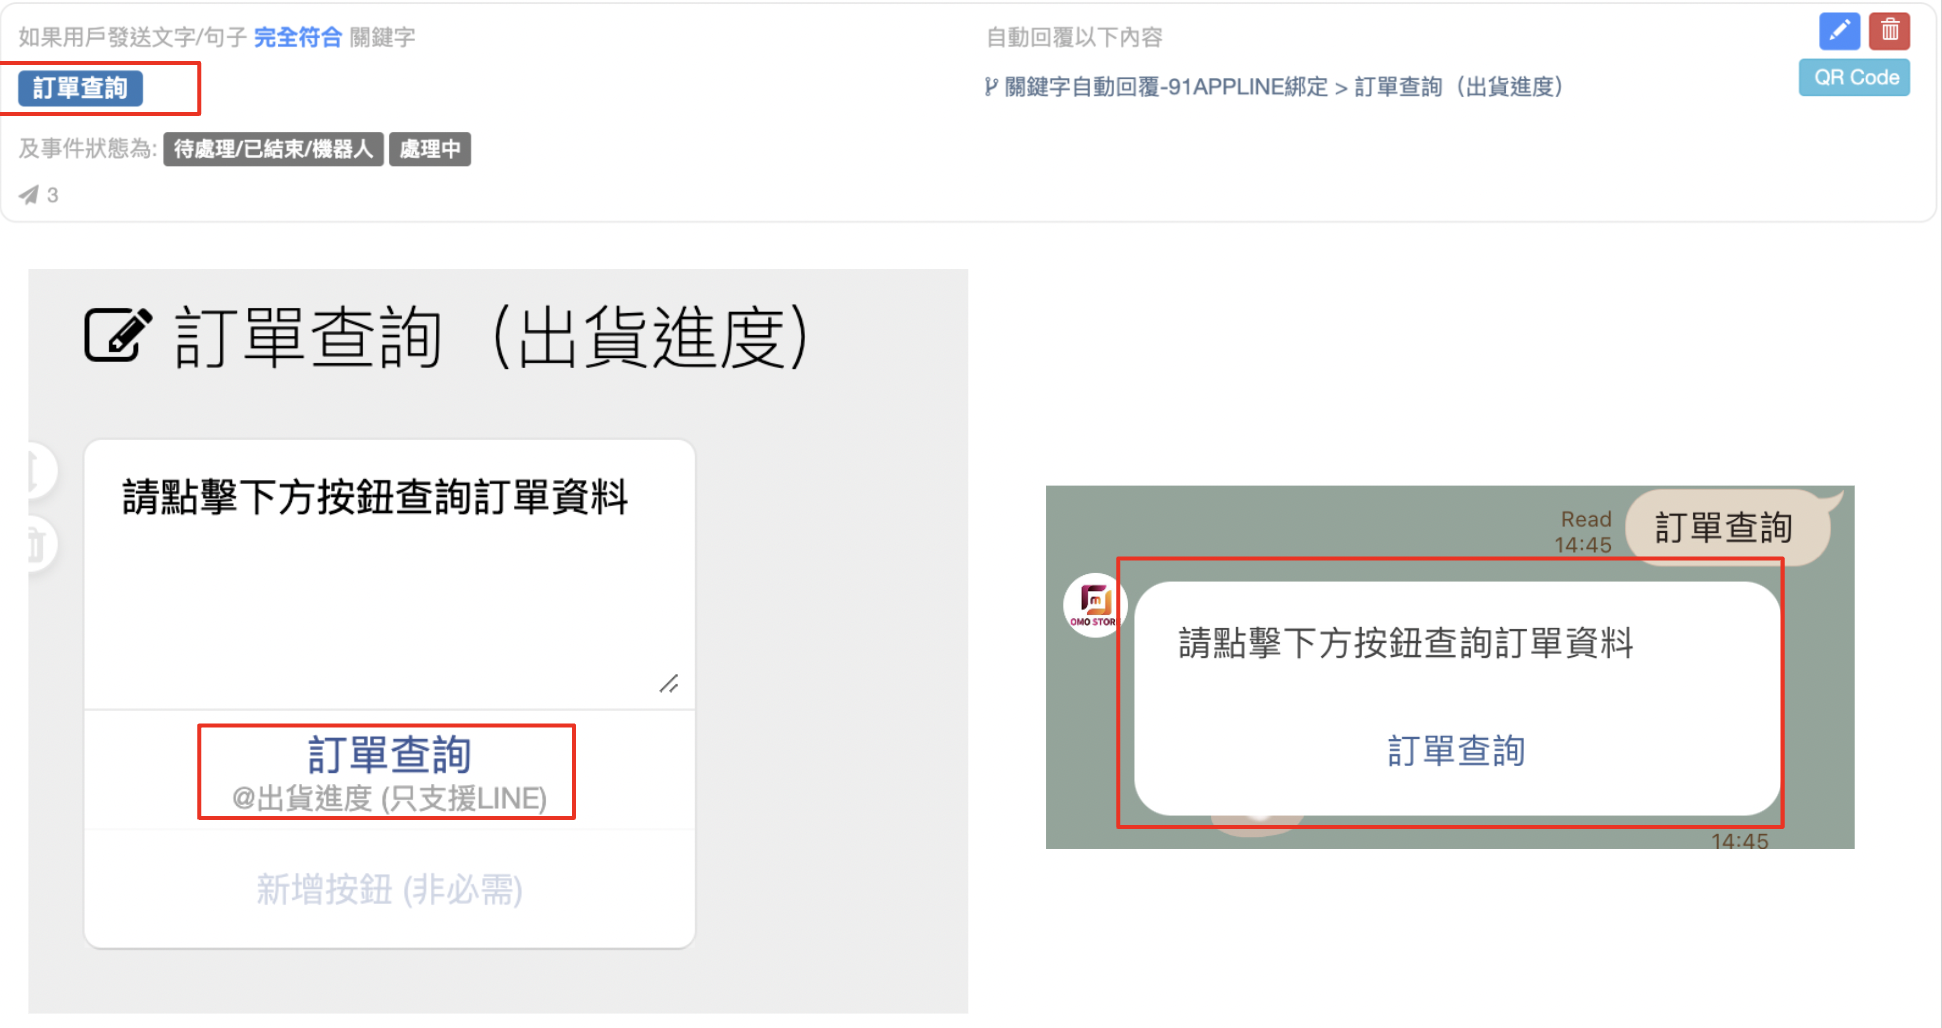 如果用戶發送文字/句子 完全符合 關鍵字
訂單查詢
及事件狀態為: 待處理/已結束/機器人 處理中
3
自動回覆以下內容
關鍵字自動回覆-91APPLINE綁定 > 訂單查詢（出貨進度）
QR Code
訂單查詢（出貨進度）
請點擊下方按鈕查詢訂單資料
訂單查詢
@出貨進度 (只支援LINE)
新增按鈕 (非必需)
Read
14:45
訂單查詢
m
OMO STOR
請點擊下方按鈕查詢訂單資料
訂單查詢
14:45